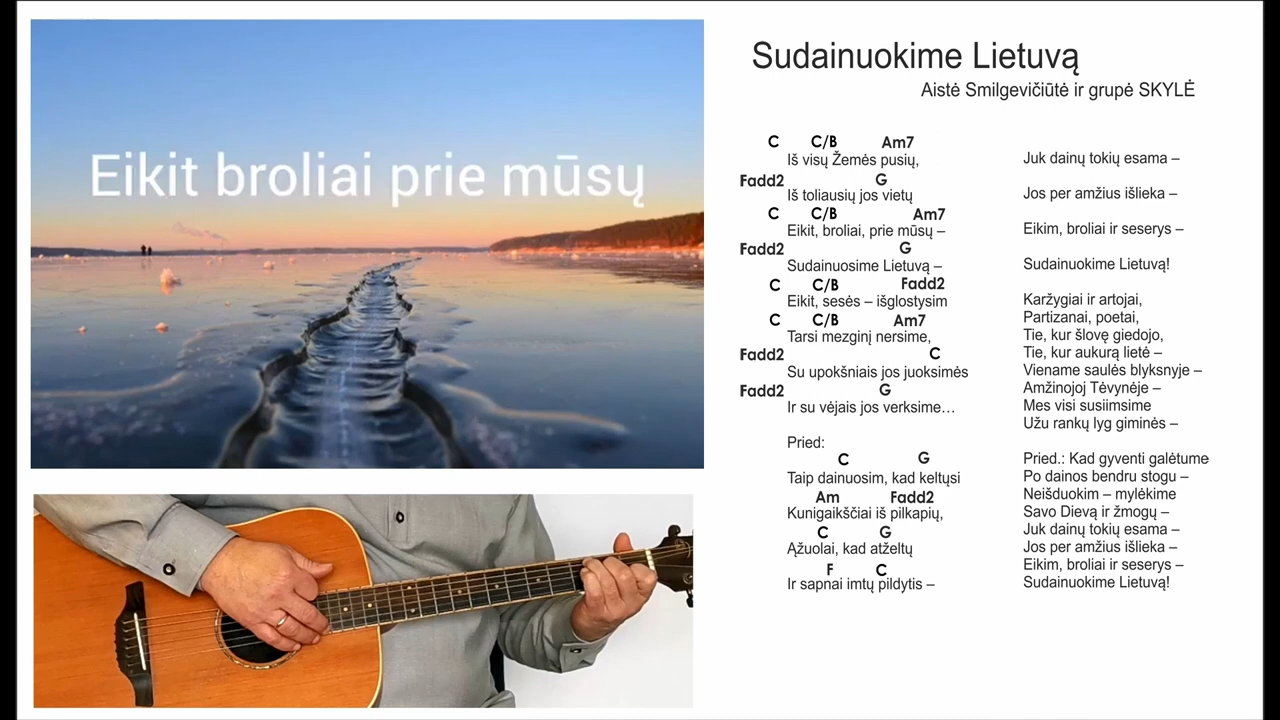 Eikit broliai prie mūsų
Sudainuokime Lietuvą
Aistė Smilgevičiūtė ir grupė SKYLĖ
C C/B Am7
Iš visų Žemės pusių,
Fadd2 G
Iš toliausių jos vietų
C C/B Am7
Eikit, broliai, prie mūsų –
Fadd2 G
Sudainuosime Lietuvą –
C C/B Fadd2
Eikit, sesės – išglostysim
C C/B Am7
Tarsi mezginį nersime,
Fadd2 C
Su upokšniais jos juoksimės
Fadd2 G
Ir su vėjais jos verksime…
Pried:
C G
Taip dainuosim, kad keltųsi
Am Fadd2
Kunigaikščiai iš pilkapių,
C G
Ąžuolai, kad atželtų
F C
Ir sapnai imtų pildytis –
Juk dainų tokių esama –
Jos per amžius išlieka –
Eikim, broliai ir seserys –
Sudainuokime Lietuvą!
Karžygiai ir artojai,
Partizanai, poetai,
Tie, kur šlovę giedojo,
Tie, kur aukurą lietė –
Viename saulės blyksnyje –
Amžinojoj Tėvynėje –
Mes visi susiimsime
Užu rankų lyg giminės –
Pried.: Kad gyventi galėtume
Po dainos bendru stogu –
Neišduokim – mylėkime
Savo Dievą ir žmogų –
Juk dainų tokių esama –
Jos per amžius išlieka –
Eikim, broliai ir seserys –
Sudainuokime Lietuvą!